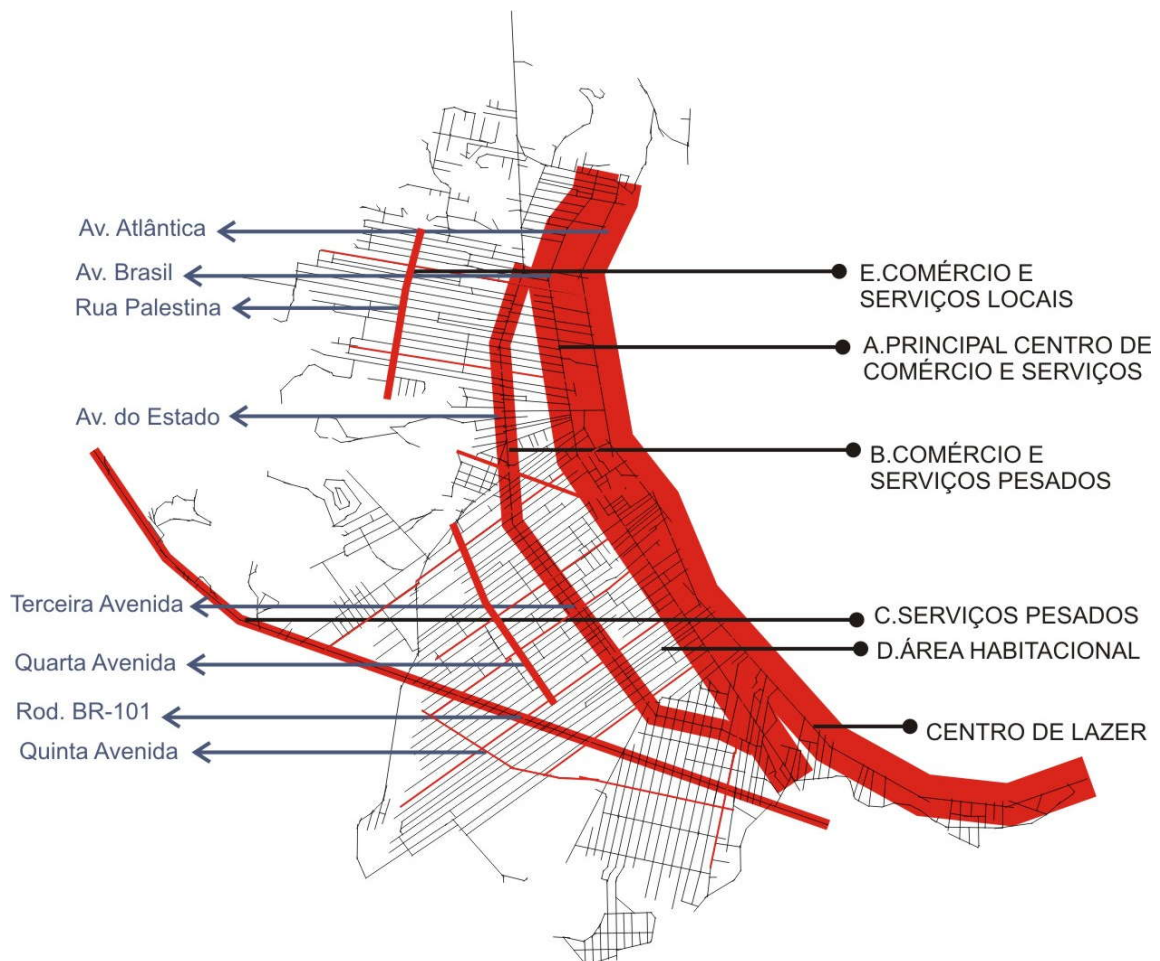 Av. Atlântica
Av. Brasil
Rua Palestina
Av. do Estado
Terceira Avenida
Quarta Avenida
Rod. BR-101
Quinta Avenida
E.COMÉRCIO E
SERVIÇOS LOCAIS
A.PRINCIPAL CENTRO DE
COMÉRCIO E SERVIÇOS
B.COMÉRCIO E
SERVIÇOS PESADOS
C.SERVIÇOS PESADOS
D.ÁREA HABITACIONAL
CENTRO DE LAZER